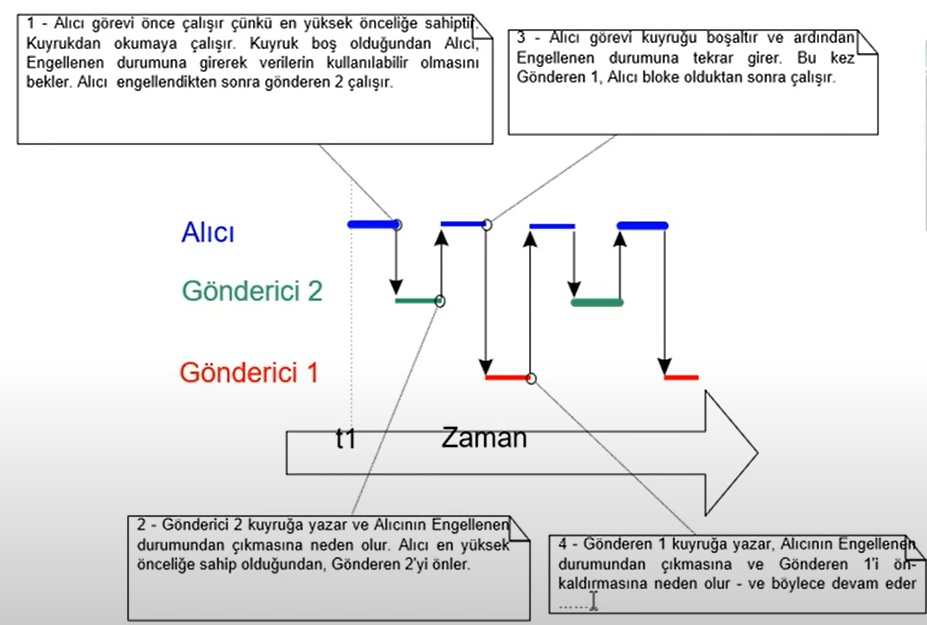 1 - Alıcı görevi önce çalışır çünkü en yüksek önceliğe sahiptir.
Kuyrukdan okumaya çalışır. Kuyruk boş olduğundan Alıcı,
Engellenen durumuna girerek verilerin kullanılabilir olmasını
bekler. Alıcı engellendikten sonra gönderen 2 çalışır.
3 - Alıcı görevi kuyruğu boşaltır ve ardından
Engellenen durumuna tekrar girer. Bu kez
Gönderen 1, Alıcı bloke olduktan sonra çalışır.
Alıcı
Gönderici 2
Gönderici 1
t1
Zaman
2 - Gönderici 2 kuyruğa yazar ve Alıcının Engellenen
durumundan çıkmasına neden olur. Alıcı en yüksek
önceliğe sahip olduğundan, Gönderen 2'yi önler.
4 - Gönderen 1 kuyruğa yazar, Alıcının Engellenen
durumundan çıkmasına ve Gönderen 1'i ön-
kaldırmasına neden olur - ve böylece devam eder
......